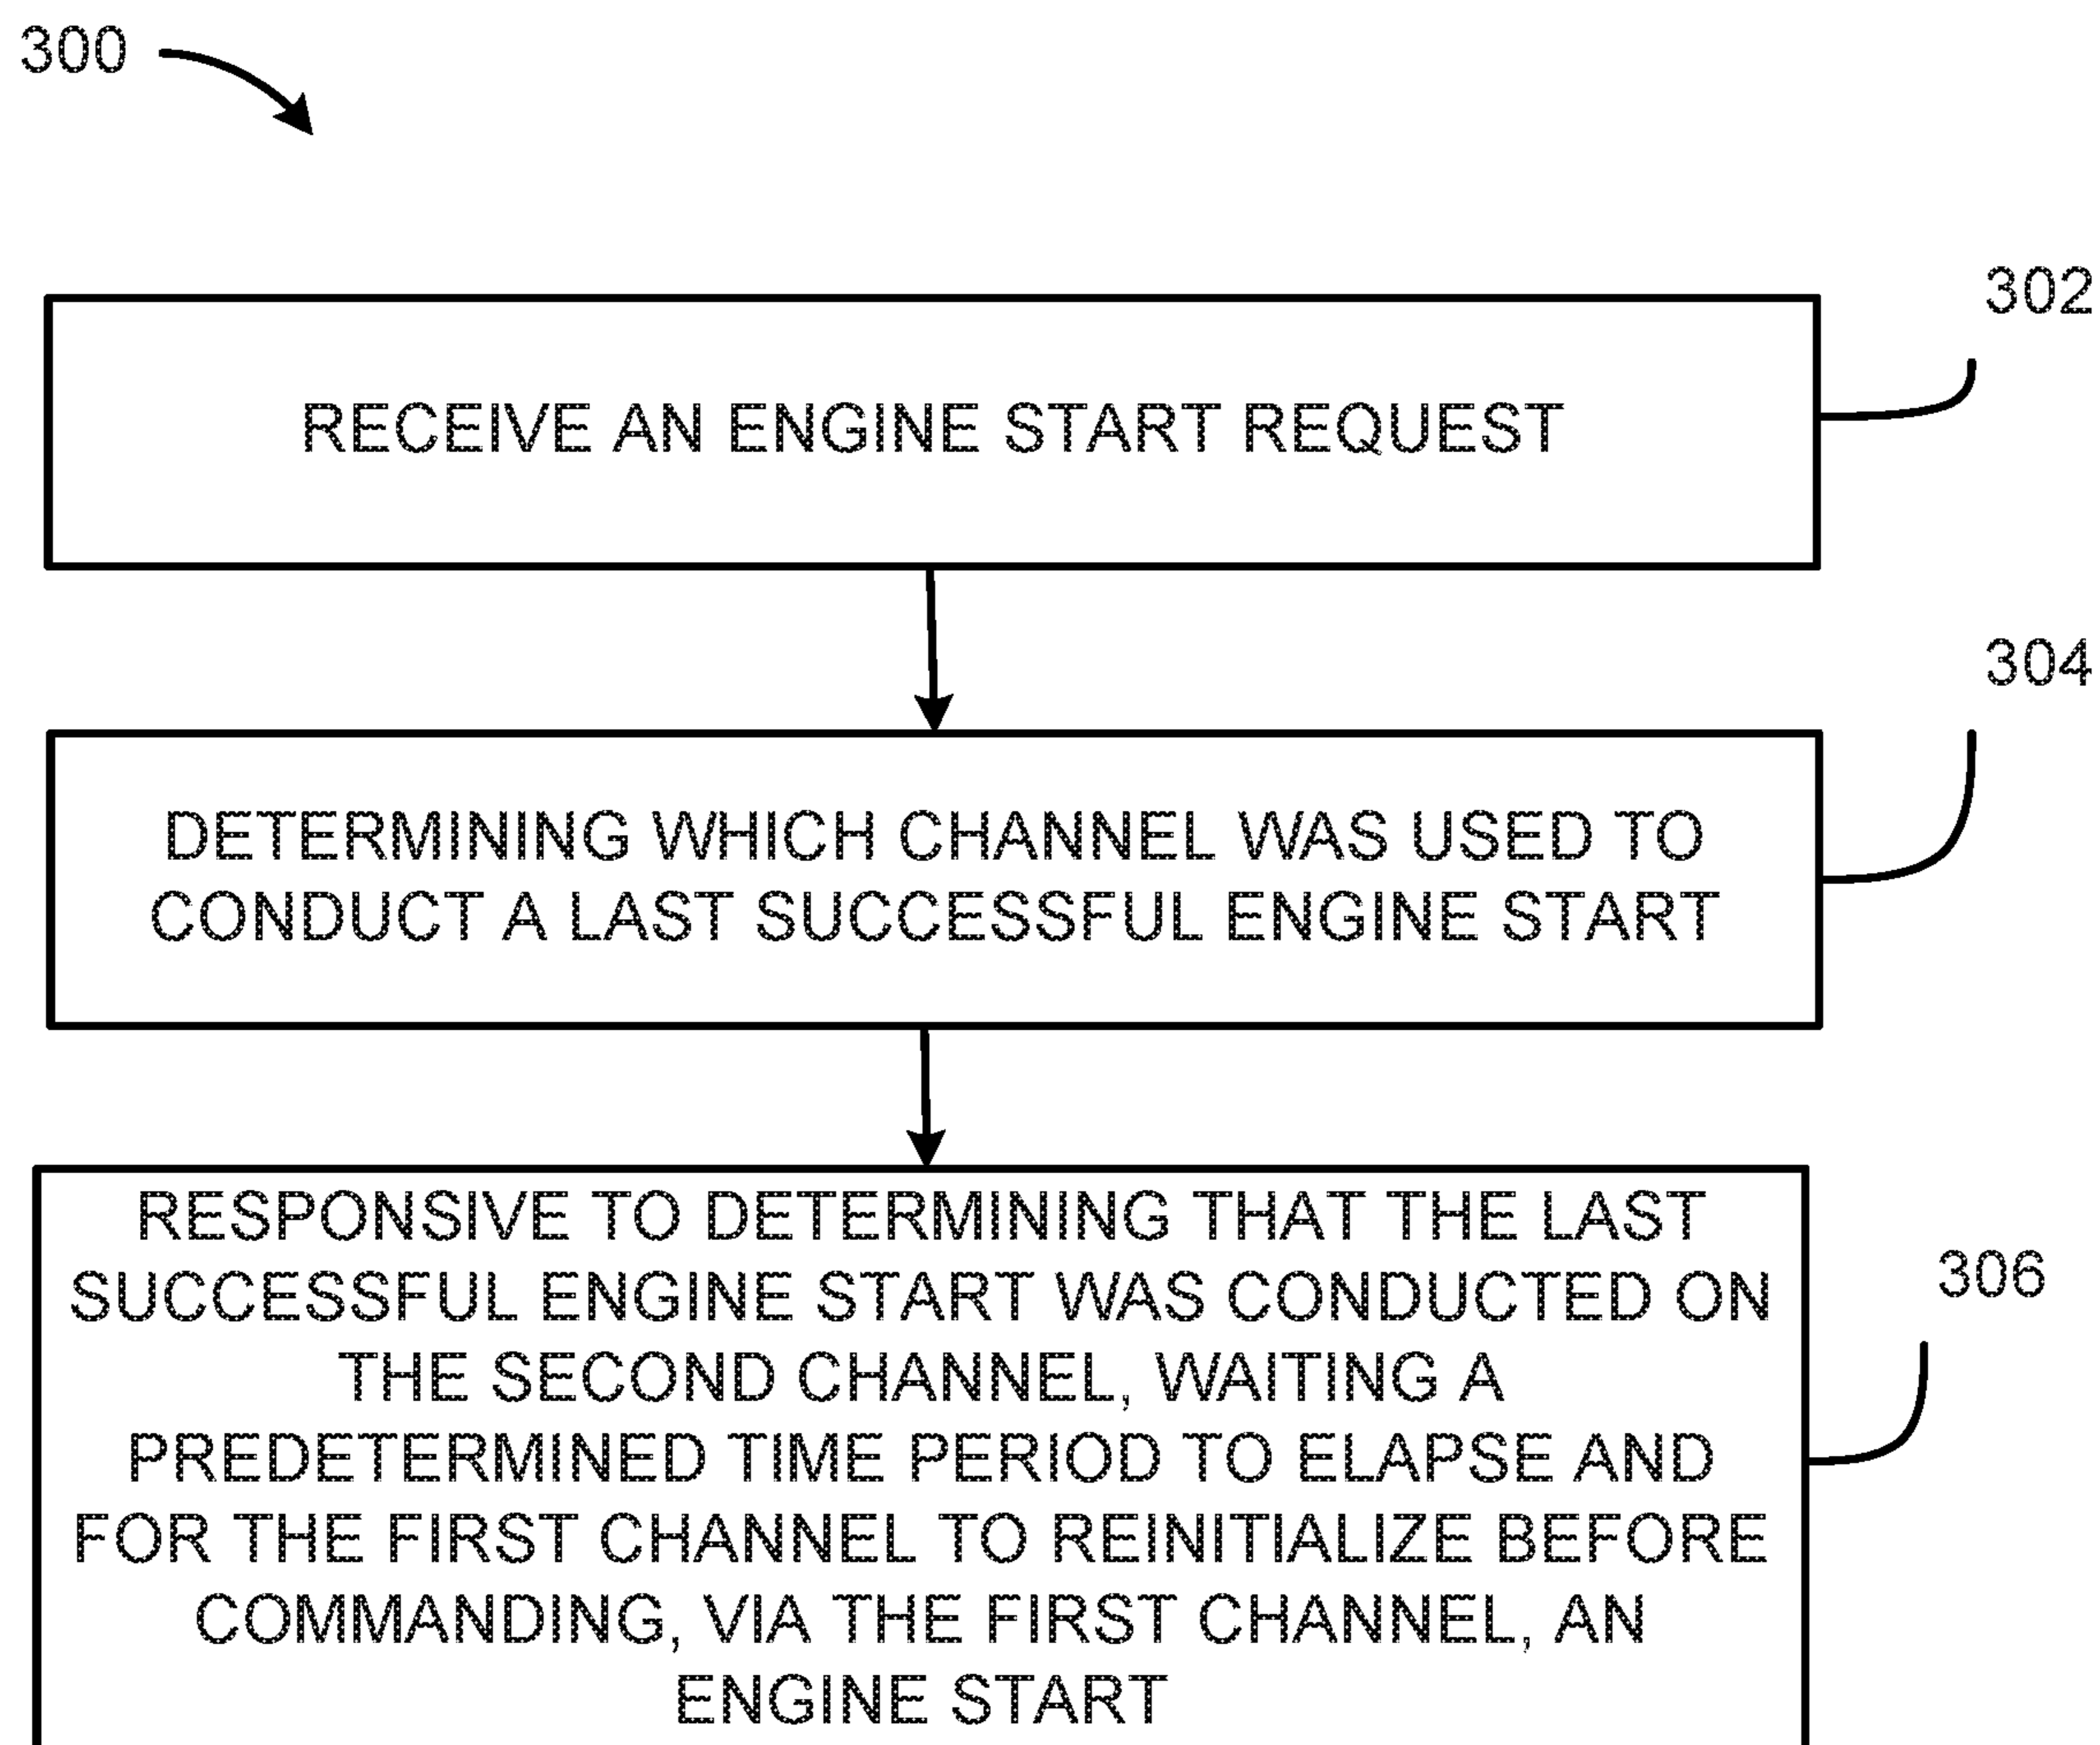 300
302
RECEIVE AN ENGINE START REQUEST
304
DETERMINING WHICH CHANNEL WAS USED TO
CONDUCT A LAST SUCCESSFUL ENGINE START
306
RESPONSIVE TO DETERMINING THAT THE LAST
SUCCESSFUL ENGINE START WAS CONDUCTED ON
THE SECOND CHANNEL, WAITING A
PREDETERMINED TIME PERIOD TO ELAPSE AND
FOR THE FIRST CHANNEL TO REINITIALIZE BEFORE
COMMANDING, VIA THE FIRST CHANNEL, AN
ENGINE START